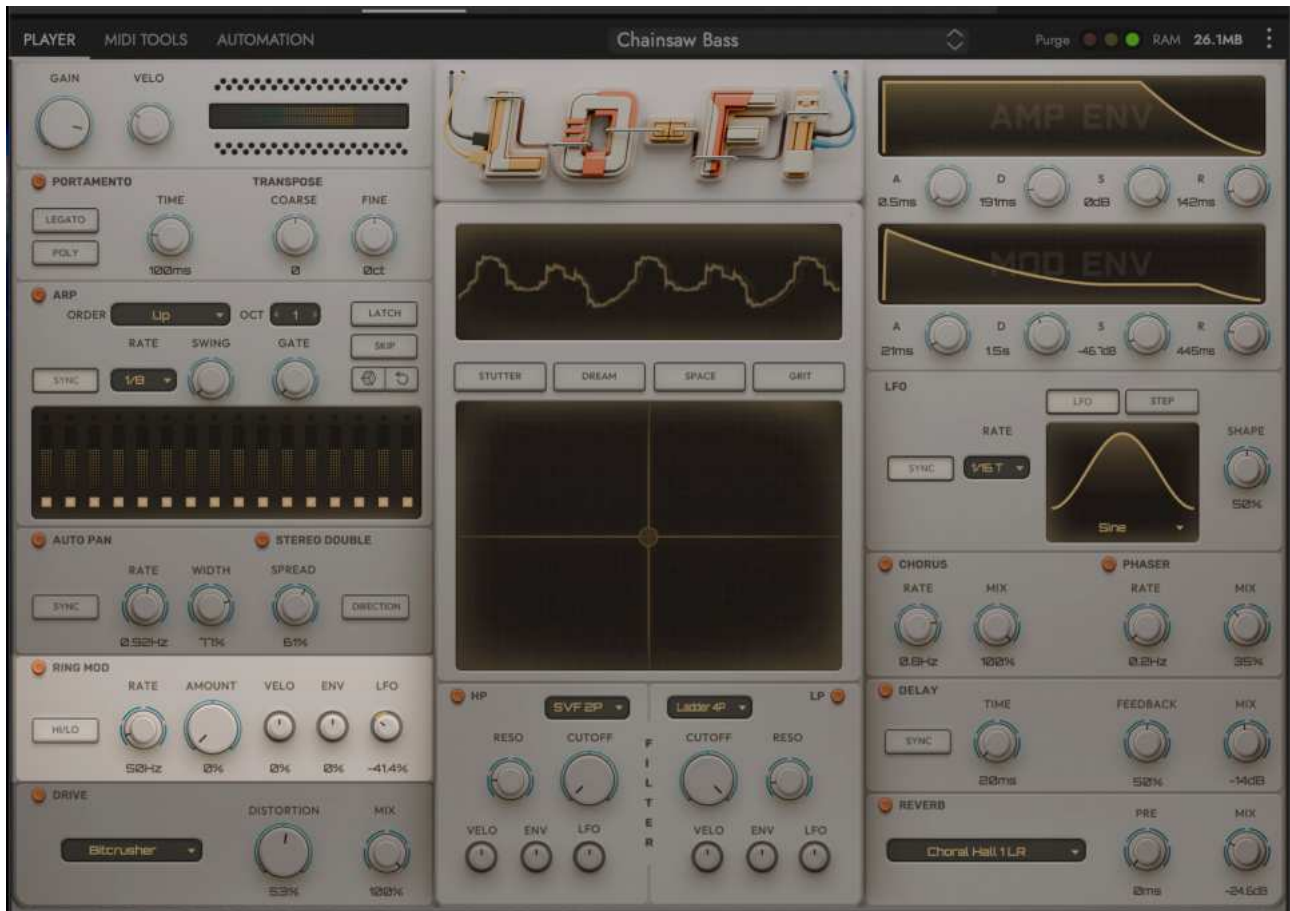 PLAYER MIDI TOOLS AUTOMATION Chainsaw Bass Purge RAM 26.1MB
GAIN VELO
PORTAMENTO TRANSPOSE
TIME COARSE FINE
LEGATO
POLY
100ms 0 0ct
ARP
ORDER Up OCT 1 LATCH
RATE SWING GATE SKIP
SYNC 1/8
AUTO PAN STEREO DOUBLE
RATE WIDTH SPREAD
SYNC DIRECTION
0.92Hz 77% 61%
RING MOD
RATE AMOUNT VELO ENV LFO
HI/LO
50Hz 0% 0% 0% -41.4%
DRIVE
DISTORTION MIX
Bitcrusher
53% 100%
LO-FI
STUTTER DREAM SPACE GRIT
HP SVF 2P Ladder 4P LP
RESO CUTOFF CUTOFF RESO
FILTER
VELO ENV LFO VELO ENV LFO
AMP ENV
A D S R
0.5ms 191ms 0dB 142ms
MOD ENV
A D S R
21ms 1.5s -46.7dB 445ms
LFO
LFO STEP
RATE SHAPE
SYNC 1/16 T
50%
Sine
CHORUS PHASER
RATE MIX RATE MIX
0.8Hz 100% 0.2Hz 35%
DELAY
TIME FEEDBACK MIX
SYNC
20ms 50% -14dB
REVERB
PRE MIX
Choral Hall 1 LR
0ms -24.6dB